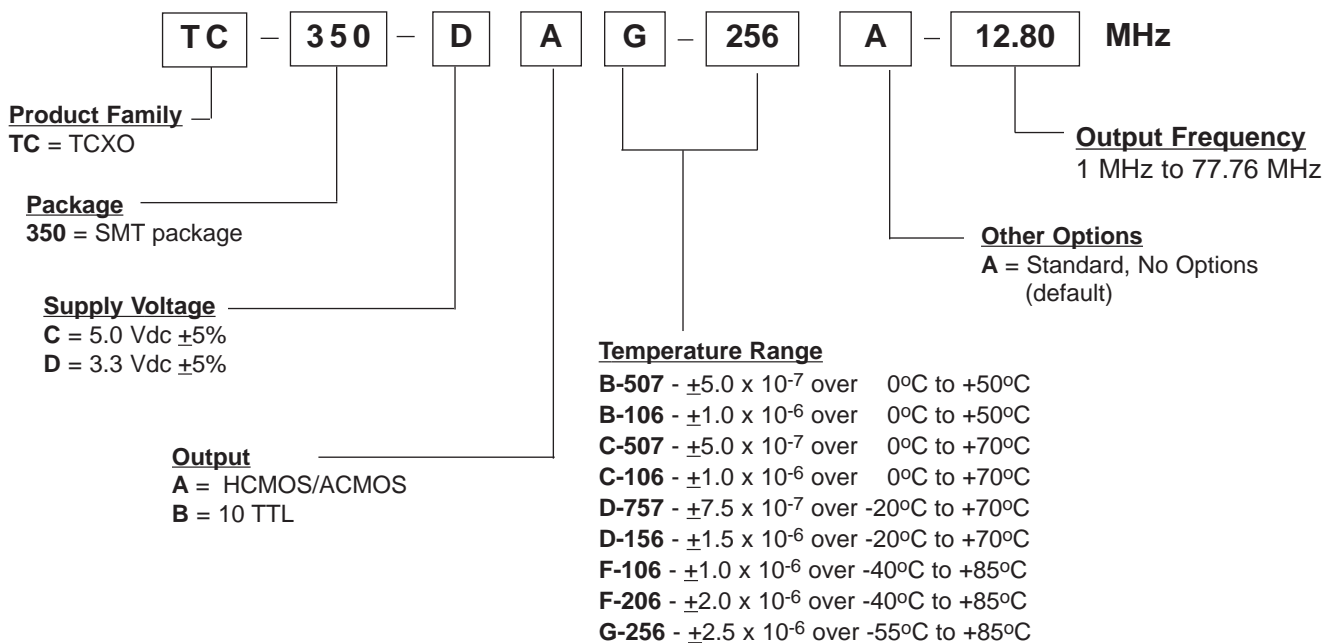 TC – 350 – D A G – 256 A – 12.80 MHz
Product Family
TC = TCXO
Output Frequency
1 MHz to 77.76 MHz
Package
350 = SMT package
Other Options
A = Standard, No Options
(default)
Supply Voltage
C = 5.0 Vdc ±5%
D = 3.3 Vdc ±5%
Temperature Range
B-507 - ±5.0 x 10-7 over 0oC to +50oC
B-106 - ±1.0 x 10-6 over 0oC to +50oC
C-507 - ±5.0 x 10-7 over 0oC to +70oC
C-106 - ±1.0 x 10-6 over 0oC to +70oC
D-757 - ±7.5 x 10-7 over -20oC to +70oC
D-156 - ±1.5 x 10-6 over -20oC to +70oC
F-106 - ±1.0 x 10-6 over -40oC to +85oC
F-206 - ±2.0 x 10-6 over -40oC to +85oC
G-256 - ±2.5 x 10-6 over -55oC to +85oC
Output
A = HCMOS/ACMOS
B = 10 TTL